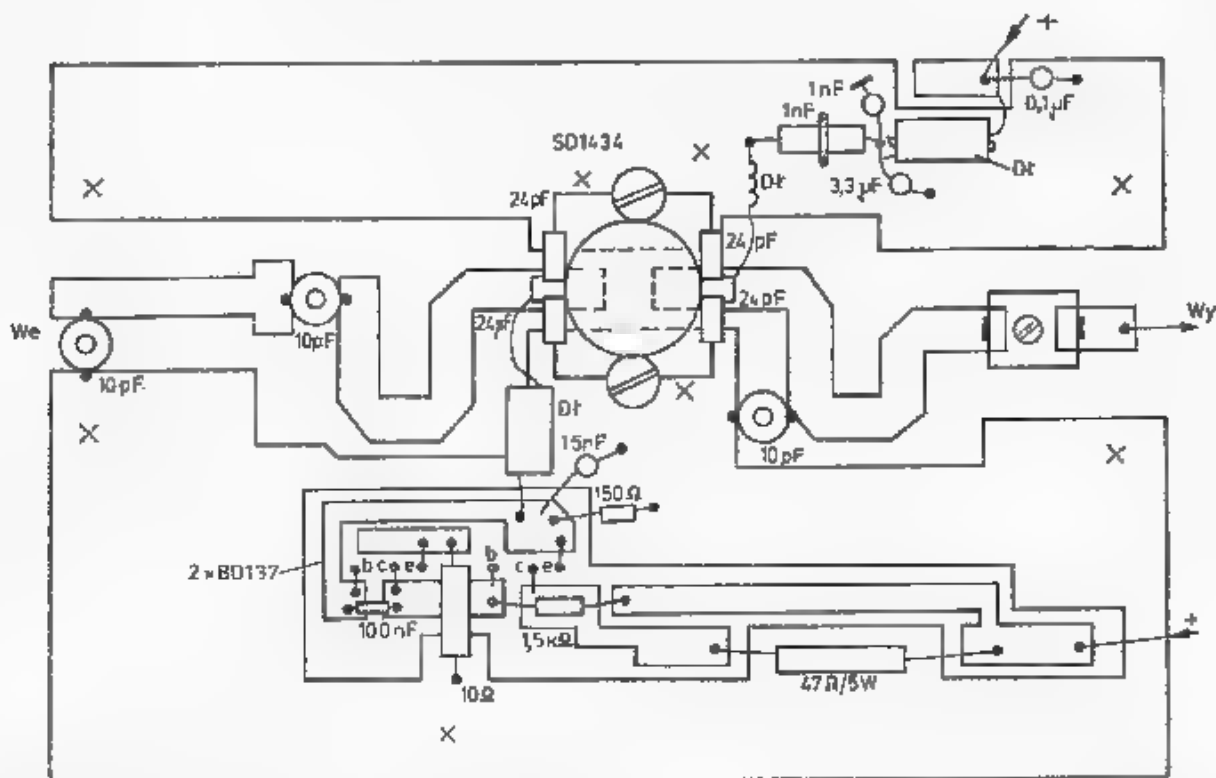 +
1nF
0,1µF
1nF
SD1434
Dł
Dł
3,3µF
24pF
24pF
We
10pF
24pF
24pF
Wy
10pF
Dł
10pF
15nF
150Ω
2×BD137
b c e
b
c e
100nF
1,5kΩ
+
47Ω/5W
10Ω